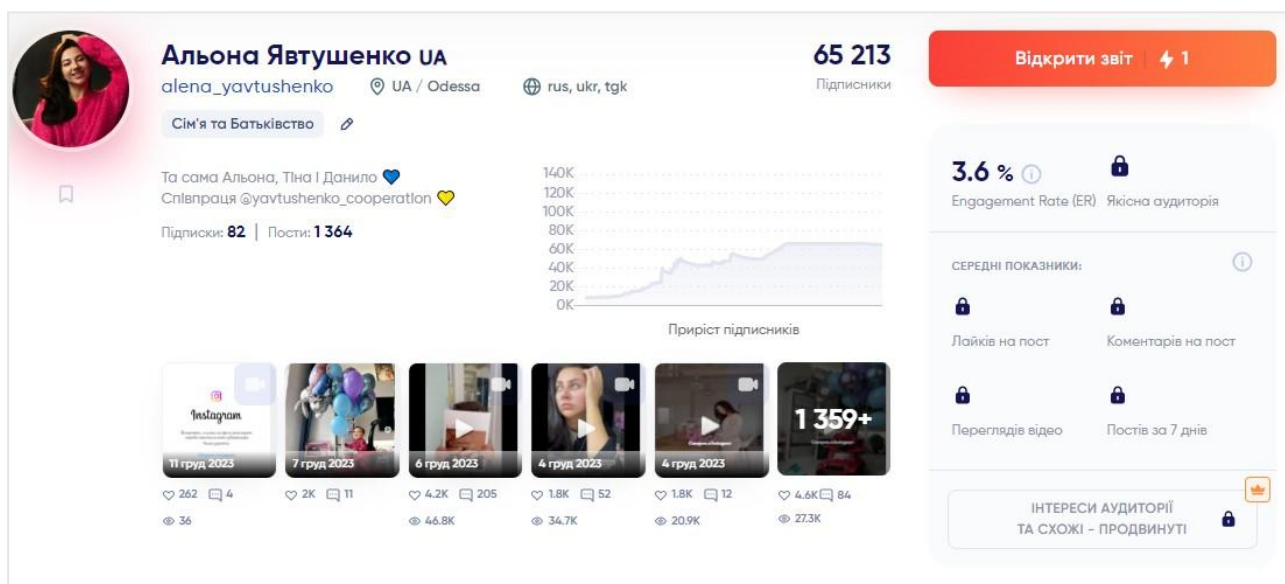 Альона Явтушенко UA
alena_yavtushenko UA / Odessa rus, ukr, tgk
Сім'я та Батьківство
65 213
Підписники
Та сама Альона, Тіна І Данило 💙
Співпраця @yavtushenko_cooperation 💛
Підписки: 82 | Пости: 1 364
140K
120K
100K
80K
60K
40K
20K
0K
Приріст підписників
Instagram
11 груд 2023
7 груд 2023
6 груд 2023
4 груд 2023
4 груд 2023
1 359+
262 4
36
2K 11
4.2K 205
46.8K
1.8K 52
34.7K
1.8K 12
20.9K
4.6K 84
27.3K
Відкрити звіт | 1
3.6 %
Engagement Rate (ER)
Якісна аудиторія
СЕРЕДНІ ПОКАЗНИКИ:
Лайків на пост
Коментарів на пост
Переглядів відео
Постів за 7 днів
ІНТЕРЕСИ АУДИТОРІЇ
ТА СХОЖІ - ПРОДВИНУТІ